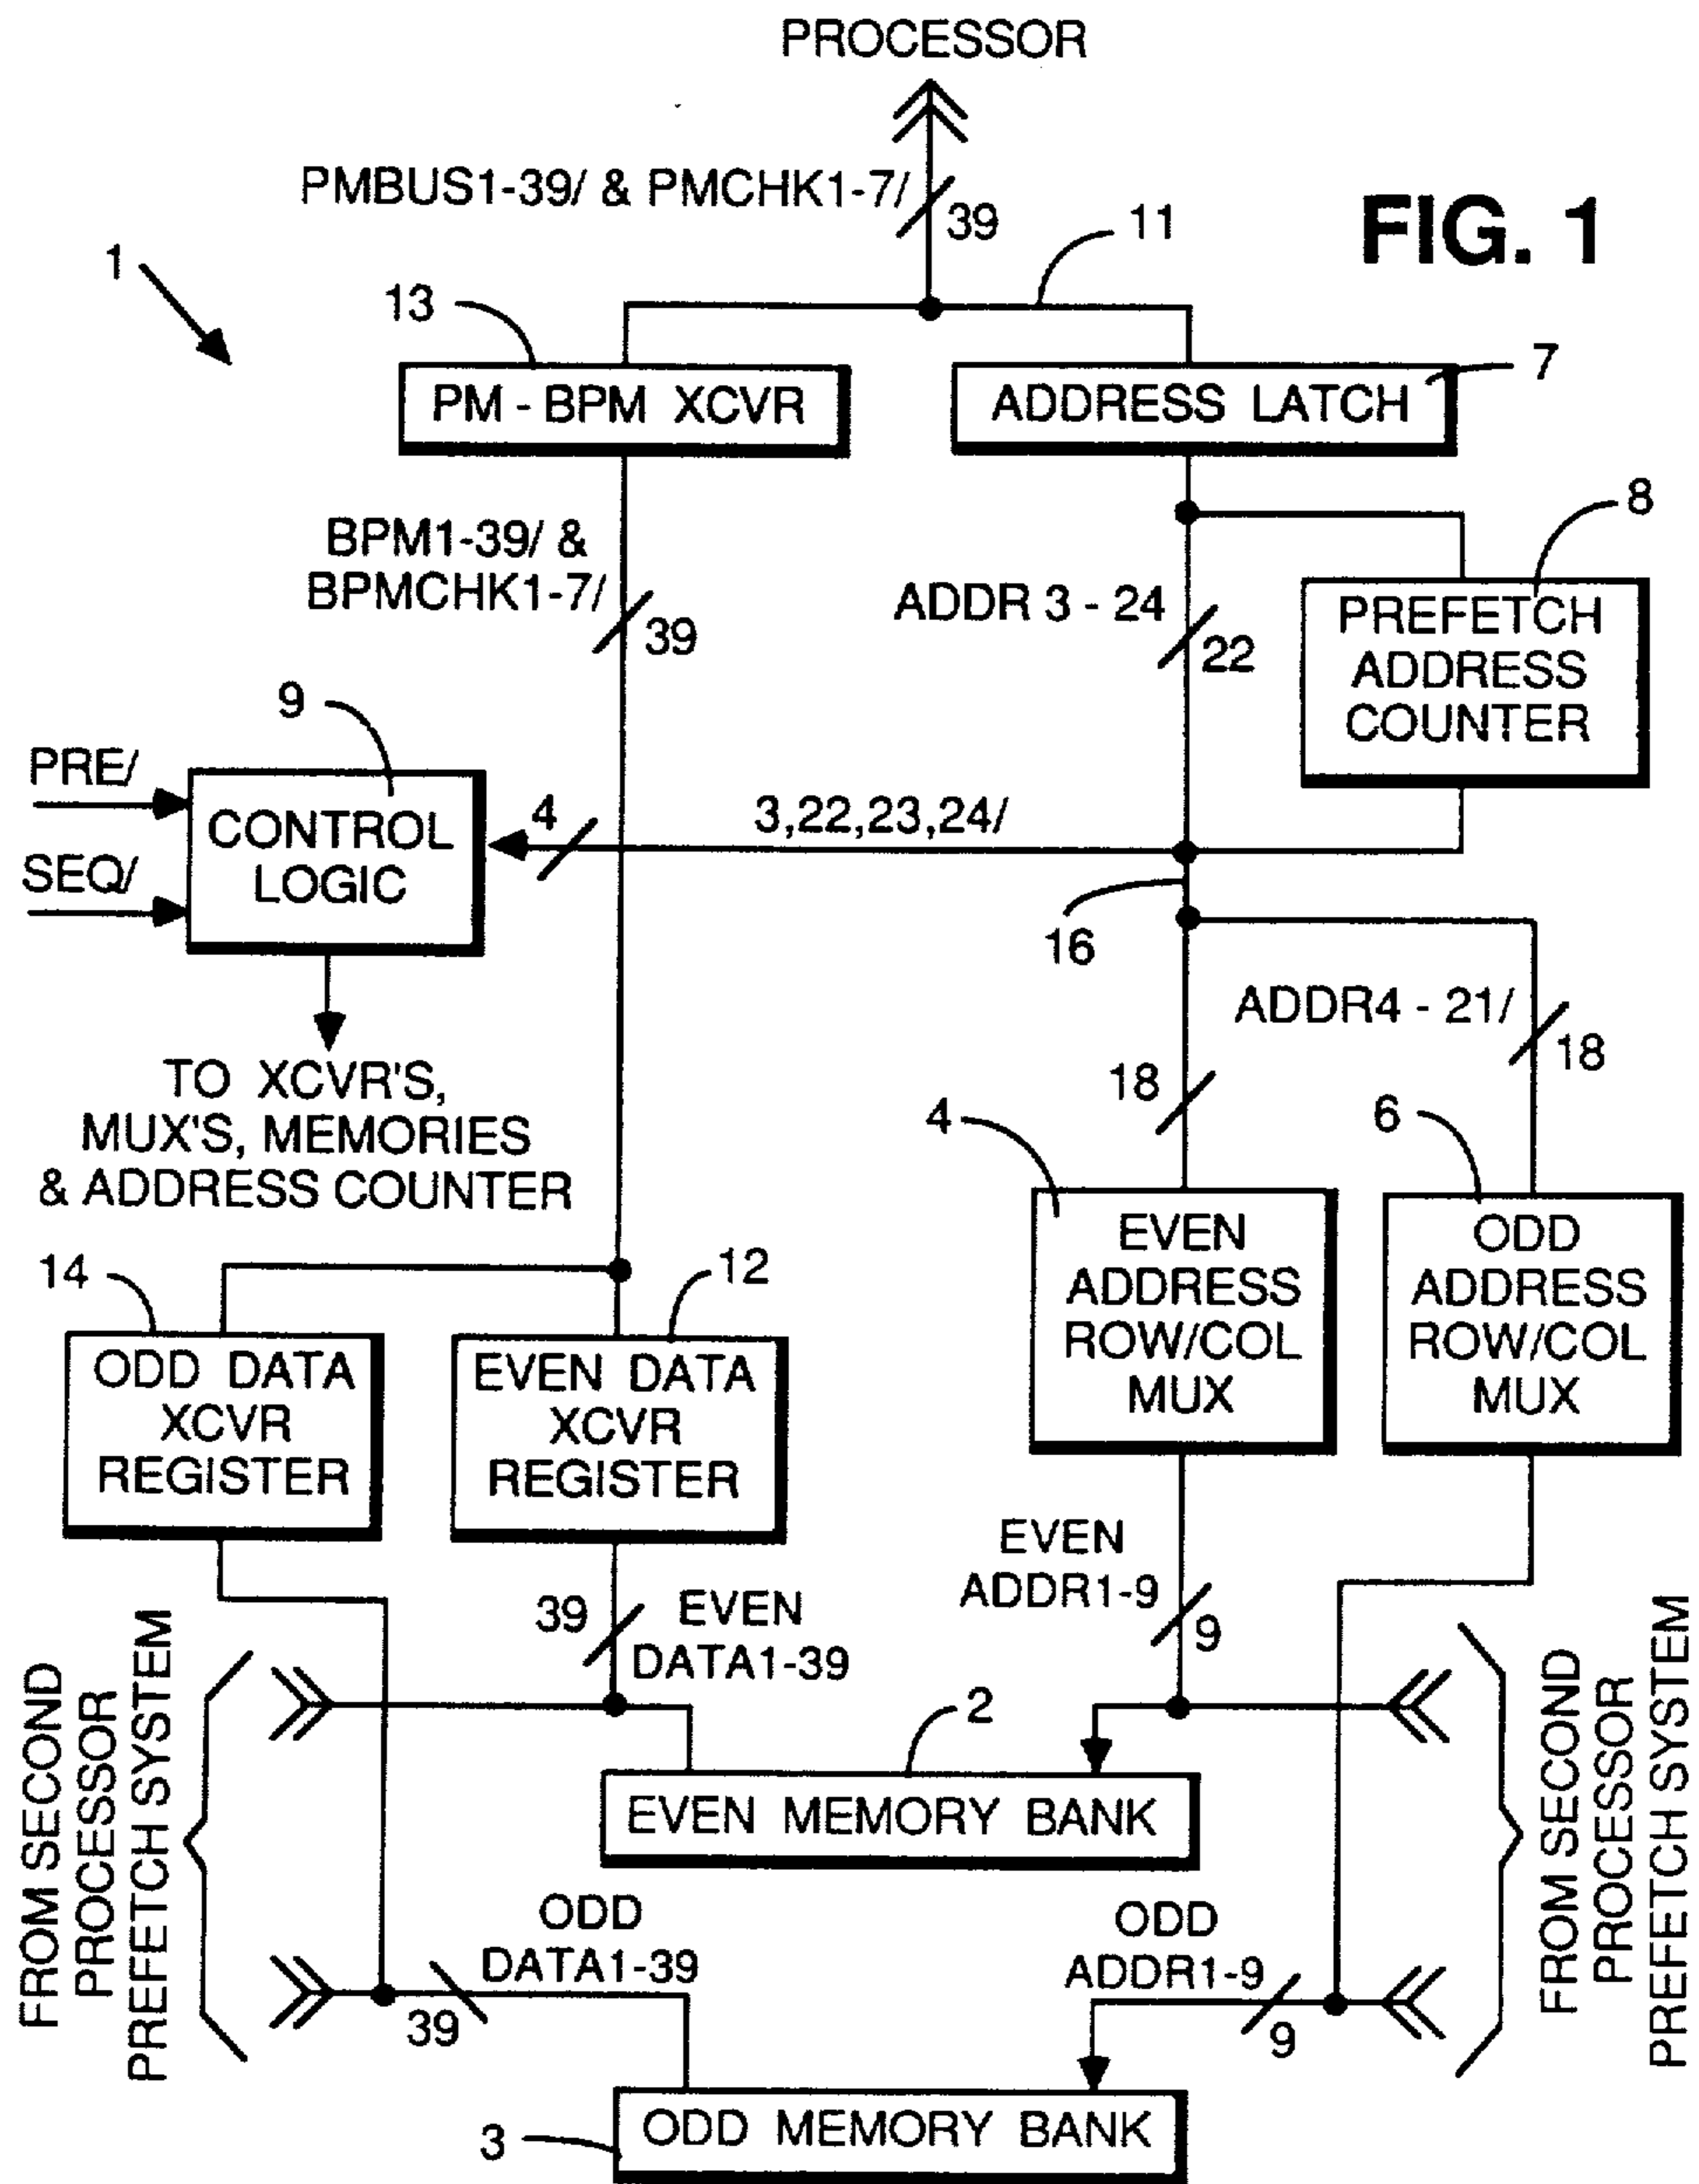 PROCESSOR
PMBUS1-39/ & PMCHK1-7/
39
11
FIG. 1
1
13
7
PM - BPM XCVR
ADDRESS LATCH
8
BPM1-39/ &
BPMCHK1-7/
39
ADDR 3 - 24
22
PREFETCH
ADDRESS
COUNTER
9
PRE/
SEQ/
CONTROL
LOGIC
4
3,22,23,24/
16
ADDR4 - 21/
18
18
TO XCVR'S,
MUX'S, MEMORIES
& ADDRESS COUNTER
4
6
EVEN
ADDRESS
ROW/COL
MUX
ODD
ADDRESS
ROW/COL
MUX
14
12
ODD DATA
XCVR
REGISTER
EVEN DATA
XCVR
REGISTER
39
EVEN
DATA1-39
EVEN
ADDR1-9
9
FROM SECOND
PROCESSOR
PREFETCH SYSTEM
FROM SECOND
PROCESSOR
PREFETCH SYSTEM
2
EVEN MEMORY BANK
ODD
DATA1-39
39
ODD
ADDR1-9
9
3
ODD MEMORY BANK